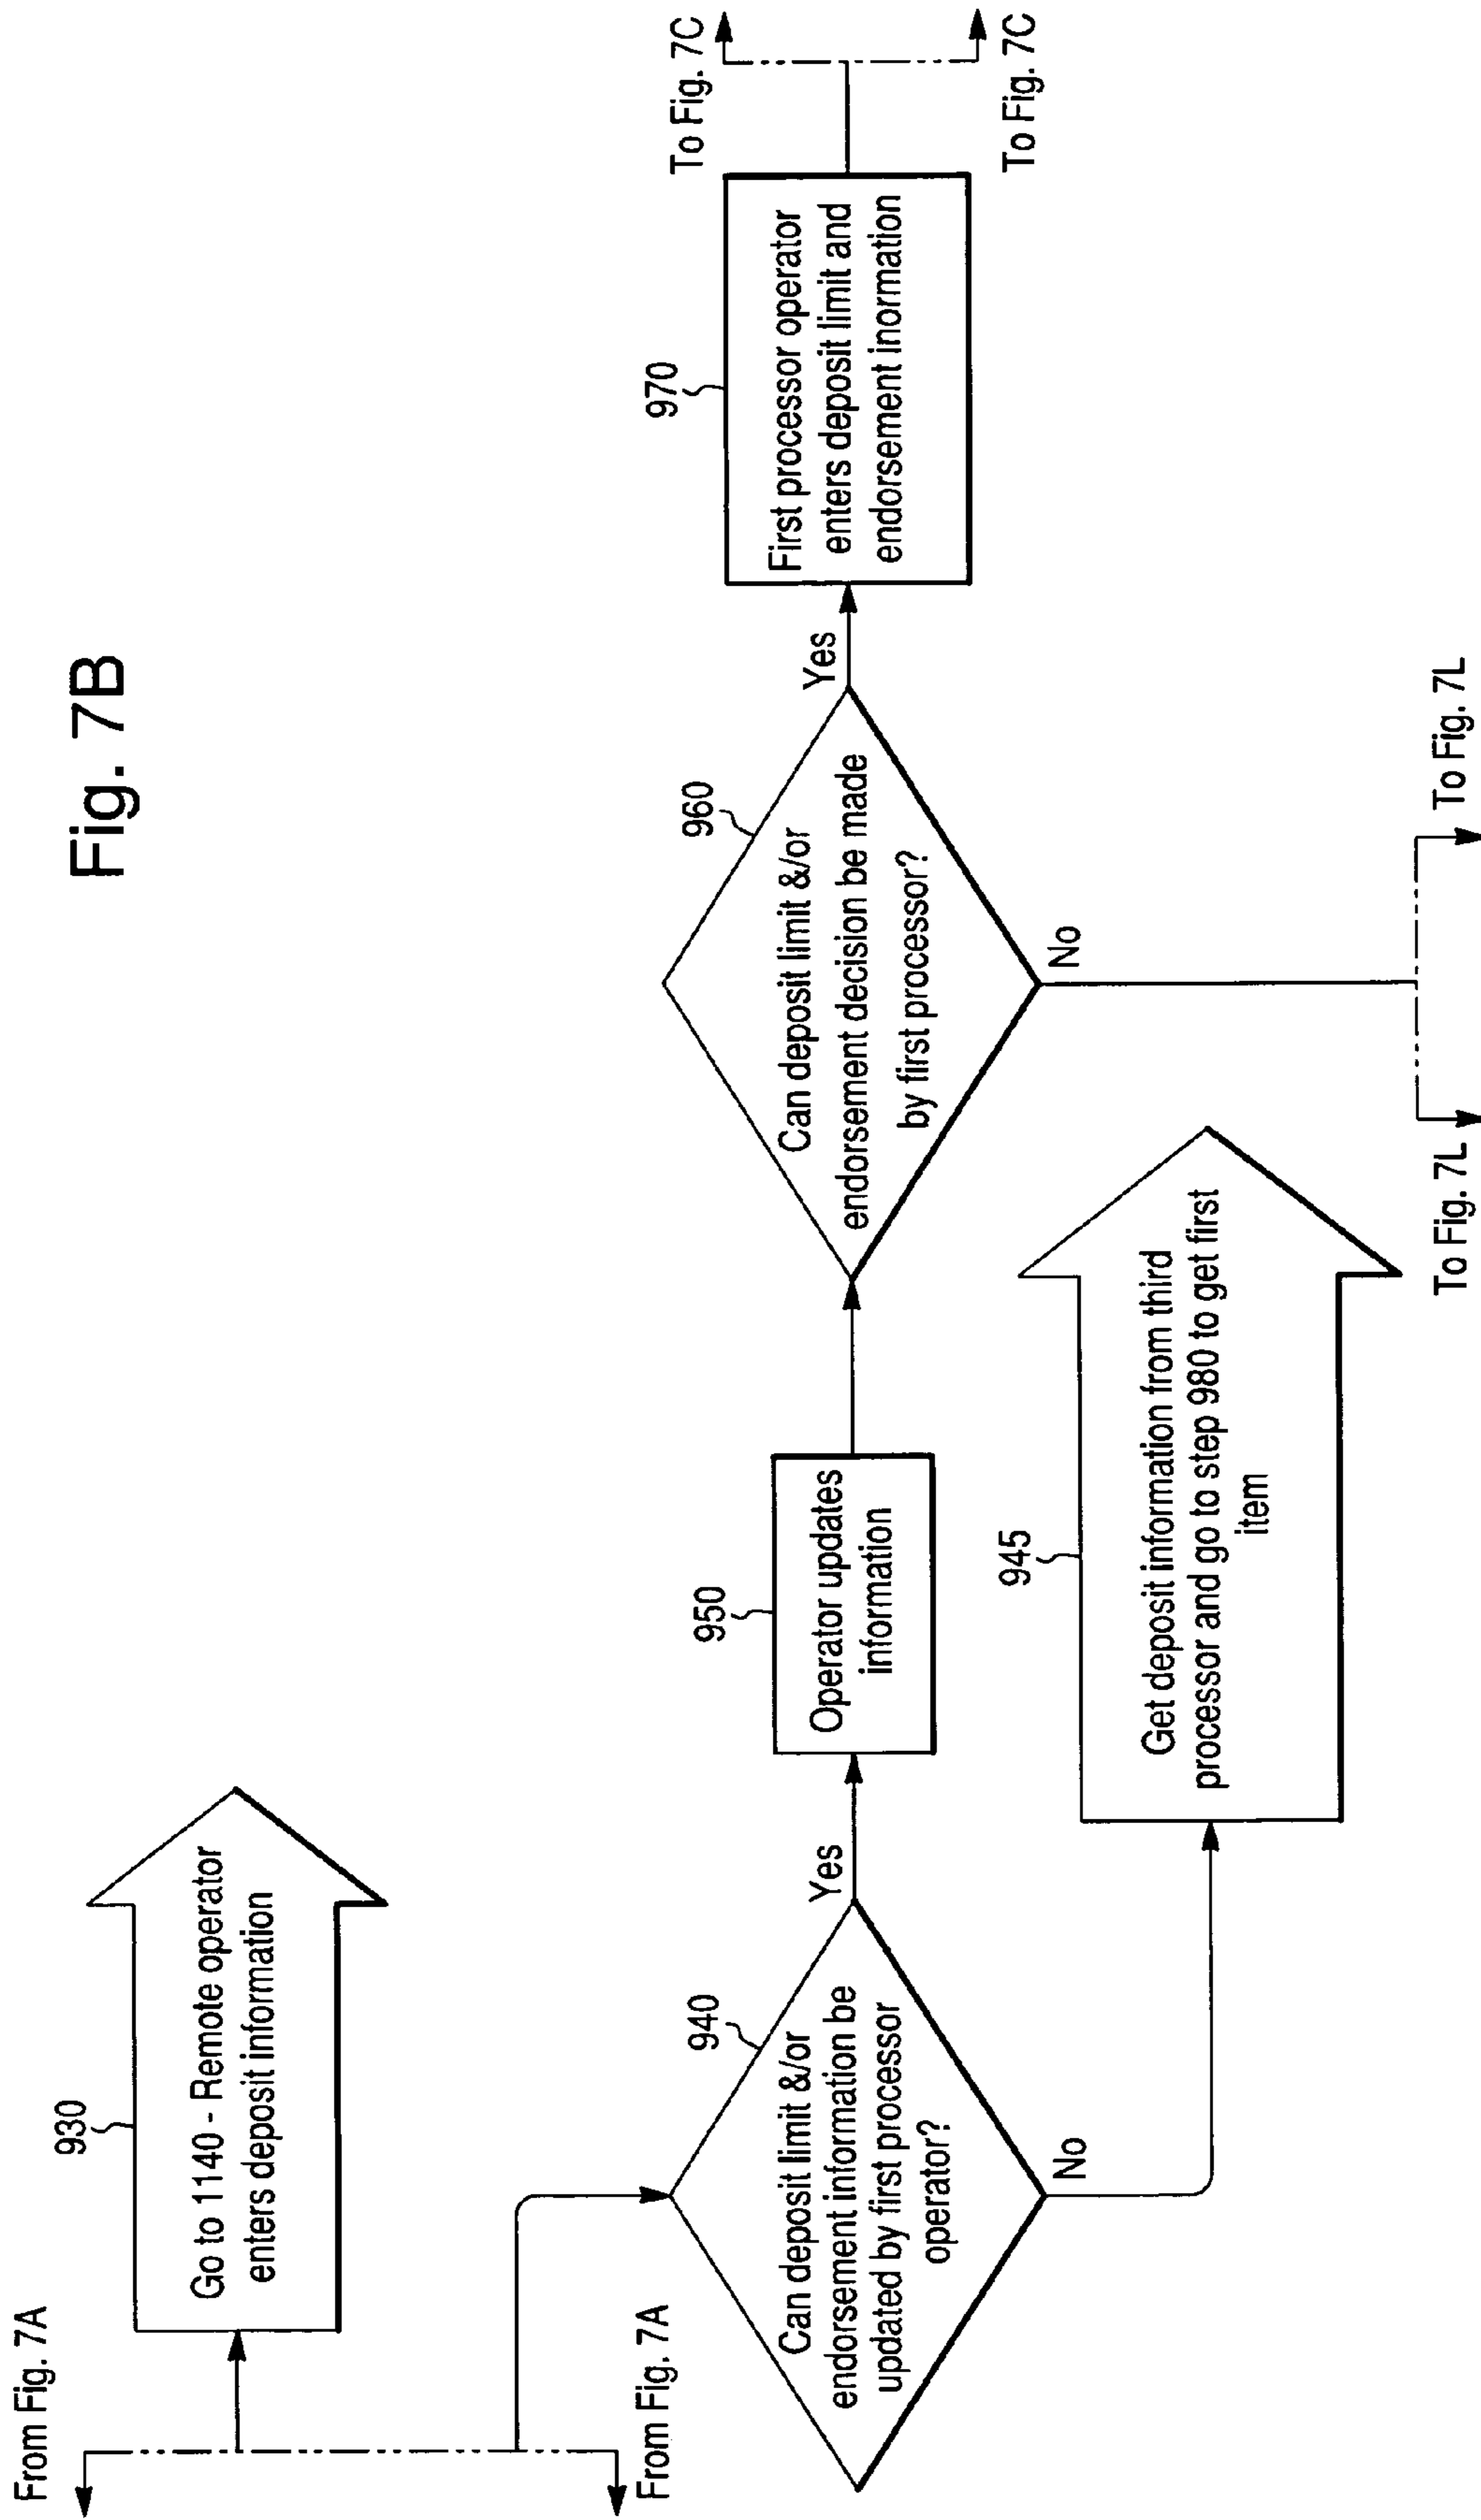 Fig. 7B
From Fig. 7A
930
Go to 1140 - Remote operator
enters deposit information
From Fig. 7A
940
Can deposit limit &/or
endorsement information be
updated by first processor
operator?
Yes
No
950
Operator updates
information
945
Get deposit information from third
processor and go to step 980 to get first
item
960
Can deposit limit &/or
endorsement decision be made
by first processor?
Yes
No
To Fig. 7L
To Fig. 7L
970
First processor operator
enters deposit limit and
endorsement inormation
To Fig. 7C
To Fig. 7C